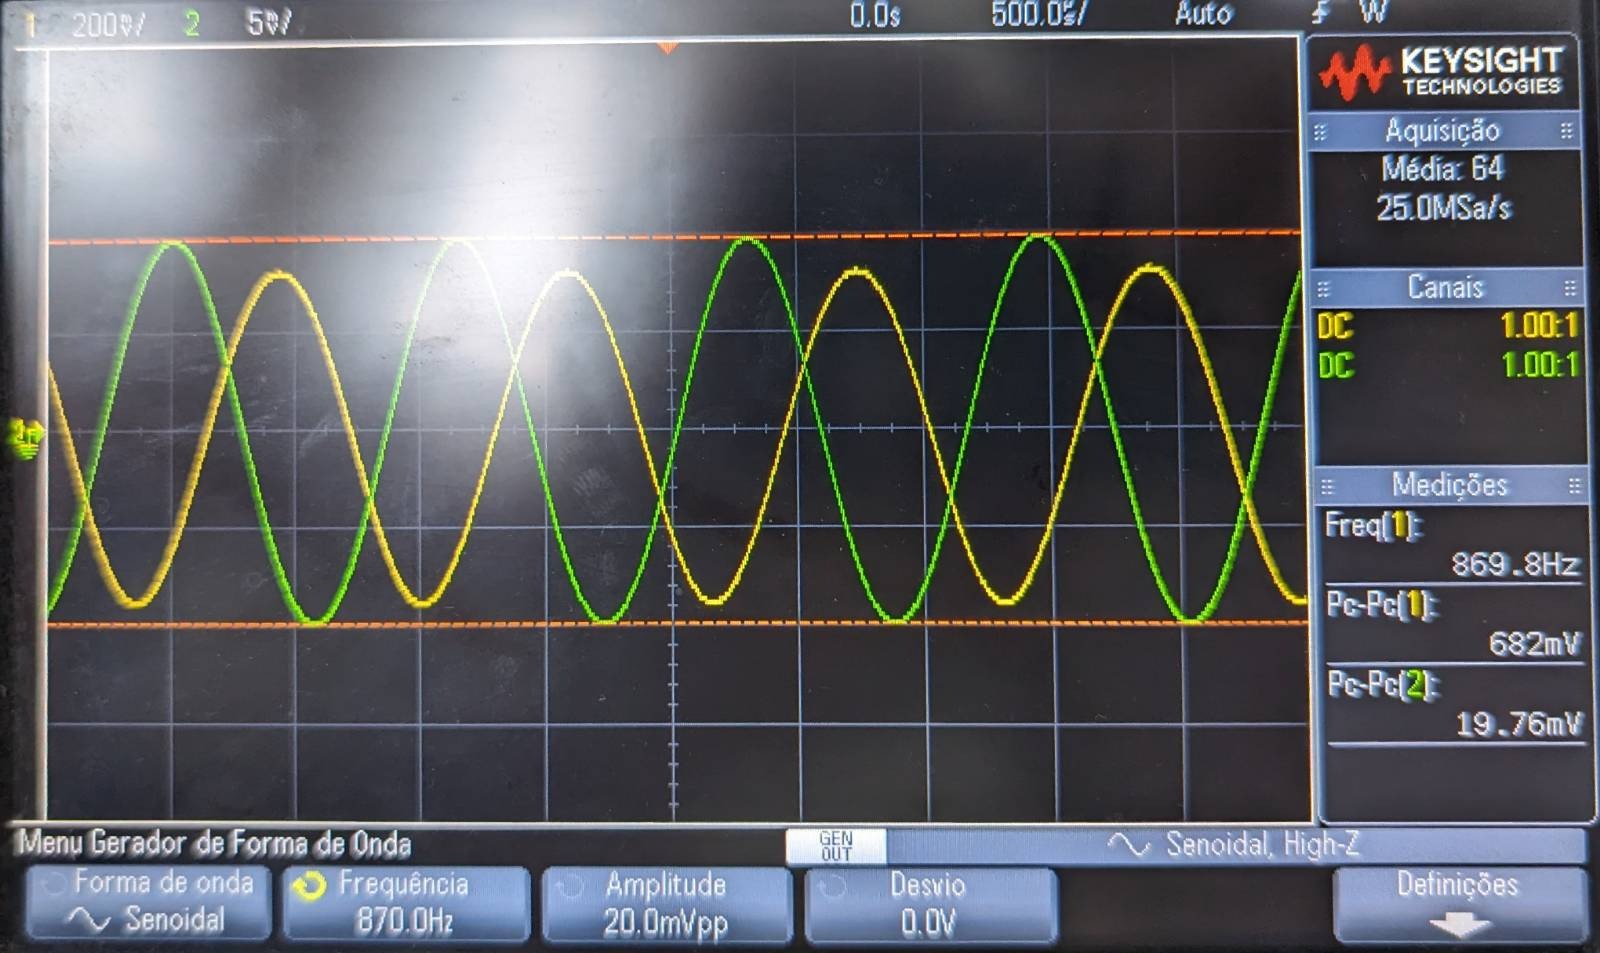 1 200mV/ 2 5mV/ 0.0s 500.0us/ Auto W
KEYSIGHT
TECHNOLOGIES
Aquisição
Média: 64
25.0MSa/s
Canais
DC 1.00:1
DC 1.00:1
Medições
Freq(1):
869.8Hz
Pc-Pc(1):
682mV
Pc-Pc(2):
19.76mV
Menu Gerador de Forma de Onda
GEN
OUT
Senoidal, High-Z
Forma de onda
Senoidal
Frequência
870.0Hz
Amplitude
20.0mVpp
Desvio
0.0V
Definições